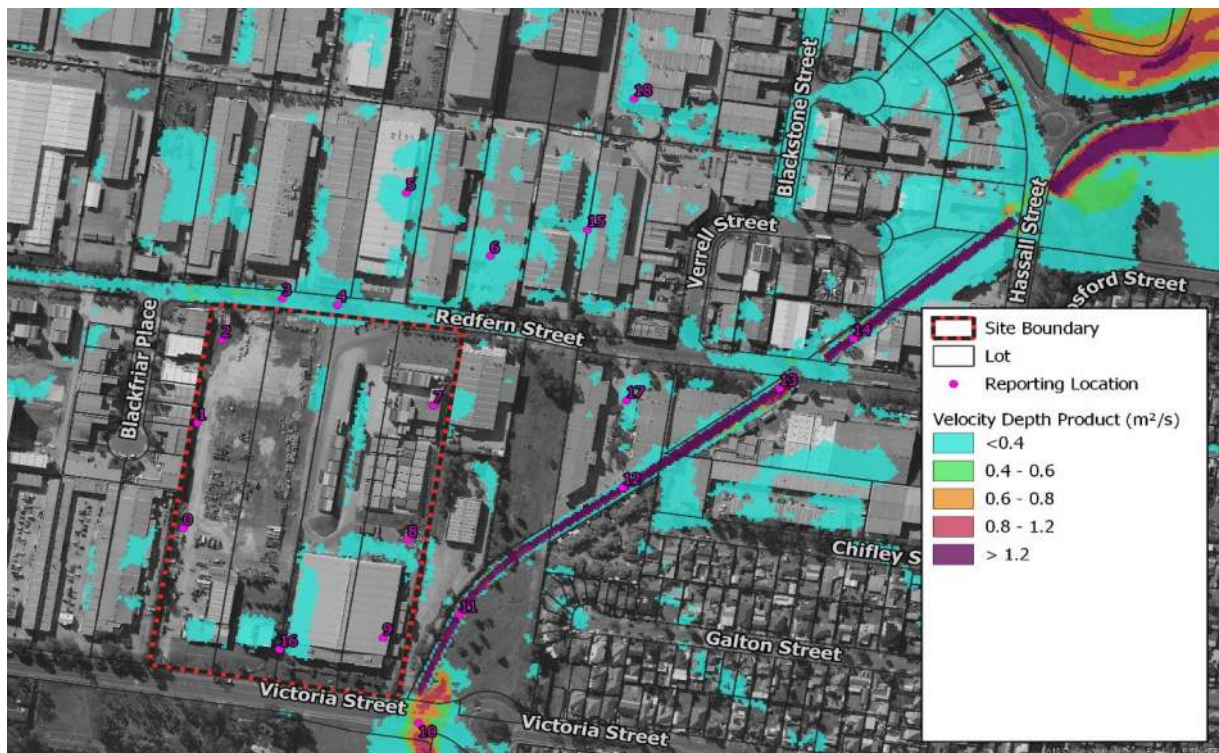 18
Blackstone Street
5
15
Verrell Street
6
Hassall Street
3
4
Redfern Street
14
2
Blackfriar Place
13
7
17
1
12
0
8
Chifley S
11
Galton Street
16
9
Victoria Street
10
Victoria Street
Site Boundary
Lot
Reporting Location
Velocity Depth Product (m²/s)
<0.4
0.4 - 0.6
0.6 - 0.8
0.8 - 1.2
> 1.2